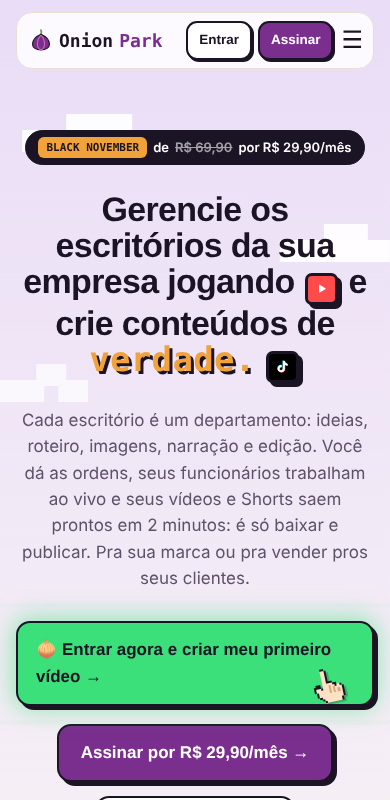 Onion Park
Entrar
Assinar
BLACK NOVEMBER de R$ 69,90 por R$ 29,90/mês
Gerencie os
escritórios da sua
empresa jogando e
crie conteúdos de
verdade.
Cada escritório é um departamento: ideias,
roteiro, imagens, narração e edição. Você
dá as ordens, seus funcionários trabalham
ao vivo e seus vídeos e Shorts saem
prontos em 2 minutos: é só baixar e
publicar. Pra sua marca ou pra vender pros
seus clientes.
Entrar agora e criar meu primeiro
vídeo →
Assinar por R$ 29,90/mês →